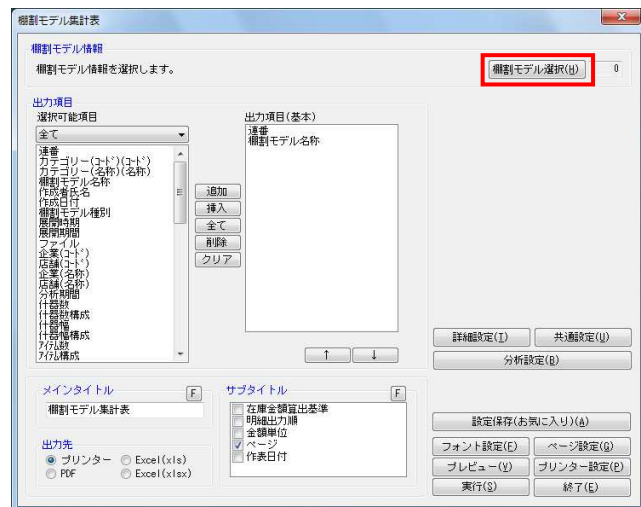 棚割モデル集計表
棚割モデル情報
棚割モデル情報を選択します。
棚割モデル選択(H)
0
出力項目
選択可能項目
全て
連番
カテゴリー(コード)(コード)
カテゴリー(名称)(名称)
棚割モデル名称
作成者氏名
作成日付
棚割モデル種別
展開時期
展開期間
ファイル
企業(コード)
店舗(コード)
企業(名称)
店舗(名称)
分析期間
什器数
什器数構成
什器幅
什器幅構成
アイテム数
アイテム構成
追加
挿入
全て
削除
クリア
出力項目(基本)
連番
棚割モデル名称
↑
↓
詳細設定(I)
共通設定(U)
分析設定(B)
メインタイトル
F
棚割モデル集計表
サブタイトル
F
在庫金額算出基準
明細出力順
金額単位
ページ
作表日付
出力先
プリンター
Excel(xls)
PDF
Excel(xlsx)
設定保存(お気に入り)(A)
フォント設定(F)
ページ設定(G)
プレビュー(V)
プリンター設定(P)
実行(S)
終了(E)